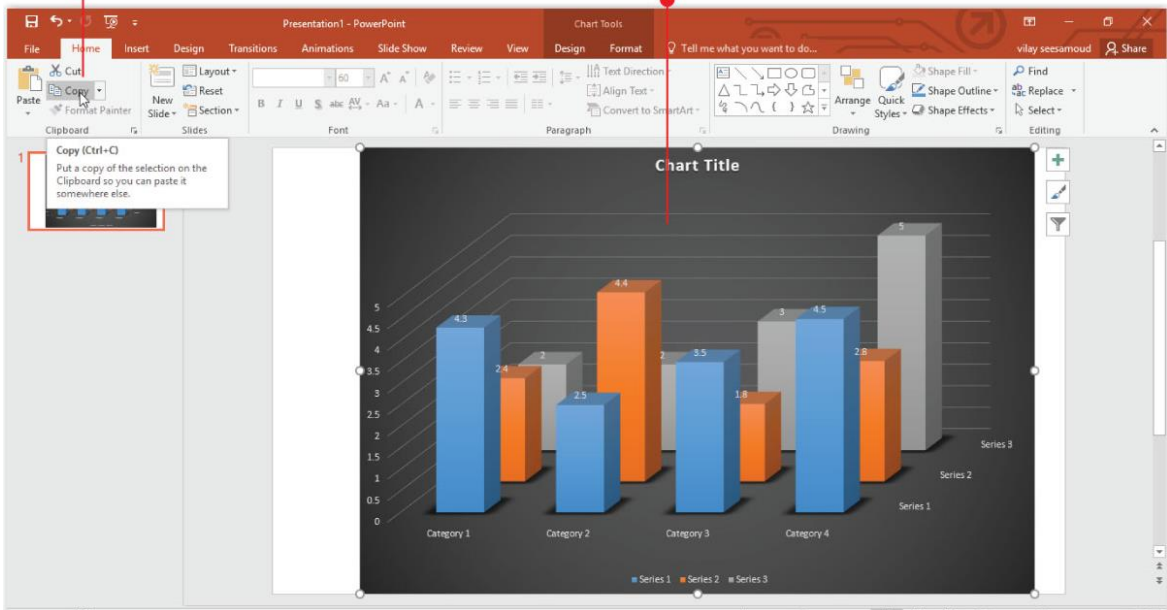 Presentation1 - PowerPoint
Chart Tools
File Home Insert Design Transitions Animations Slide Show Review View Design Format Tell me what you want to do... vilay seesamoud Share
Paste
Cut
Copy
Format Painter
Clipboard
New Slide
Layout
Reset
Section
Slides
60
B I U S abc AV Aa A
Font
Text Direction
Align Text
Convert to SmartArt
Paragraph
Arrange
Quick Styles
Shape Fill
Shape Outline
Shape Effects
Drawing
Find
Replace
Select
Editing
Copy (Ctrl+C)
Put a copy of the selection on the
Clipboard so you can paste it
somewhere else.
1
Chart Title
5
4.5
4
3.5
3
2.5
2
1.5
1
0.5
0
4.3 2.4 2
2.5 4.4 2
3.5 1.8 3
4.5 2.8 5
Category 1 Category 2 Category 3 Category 4
Series 3
Series 2
Series 1
Series 1 Series 2 Series 3